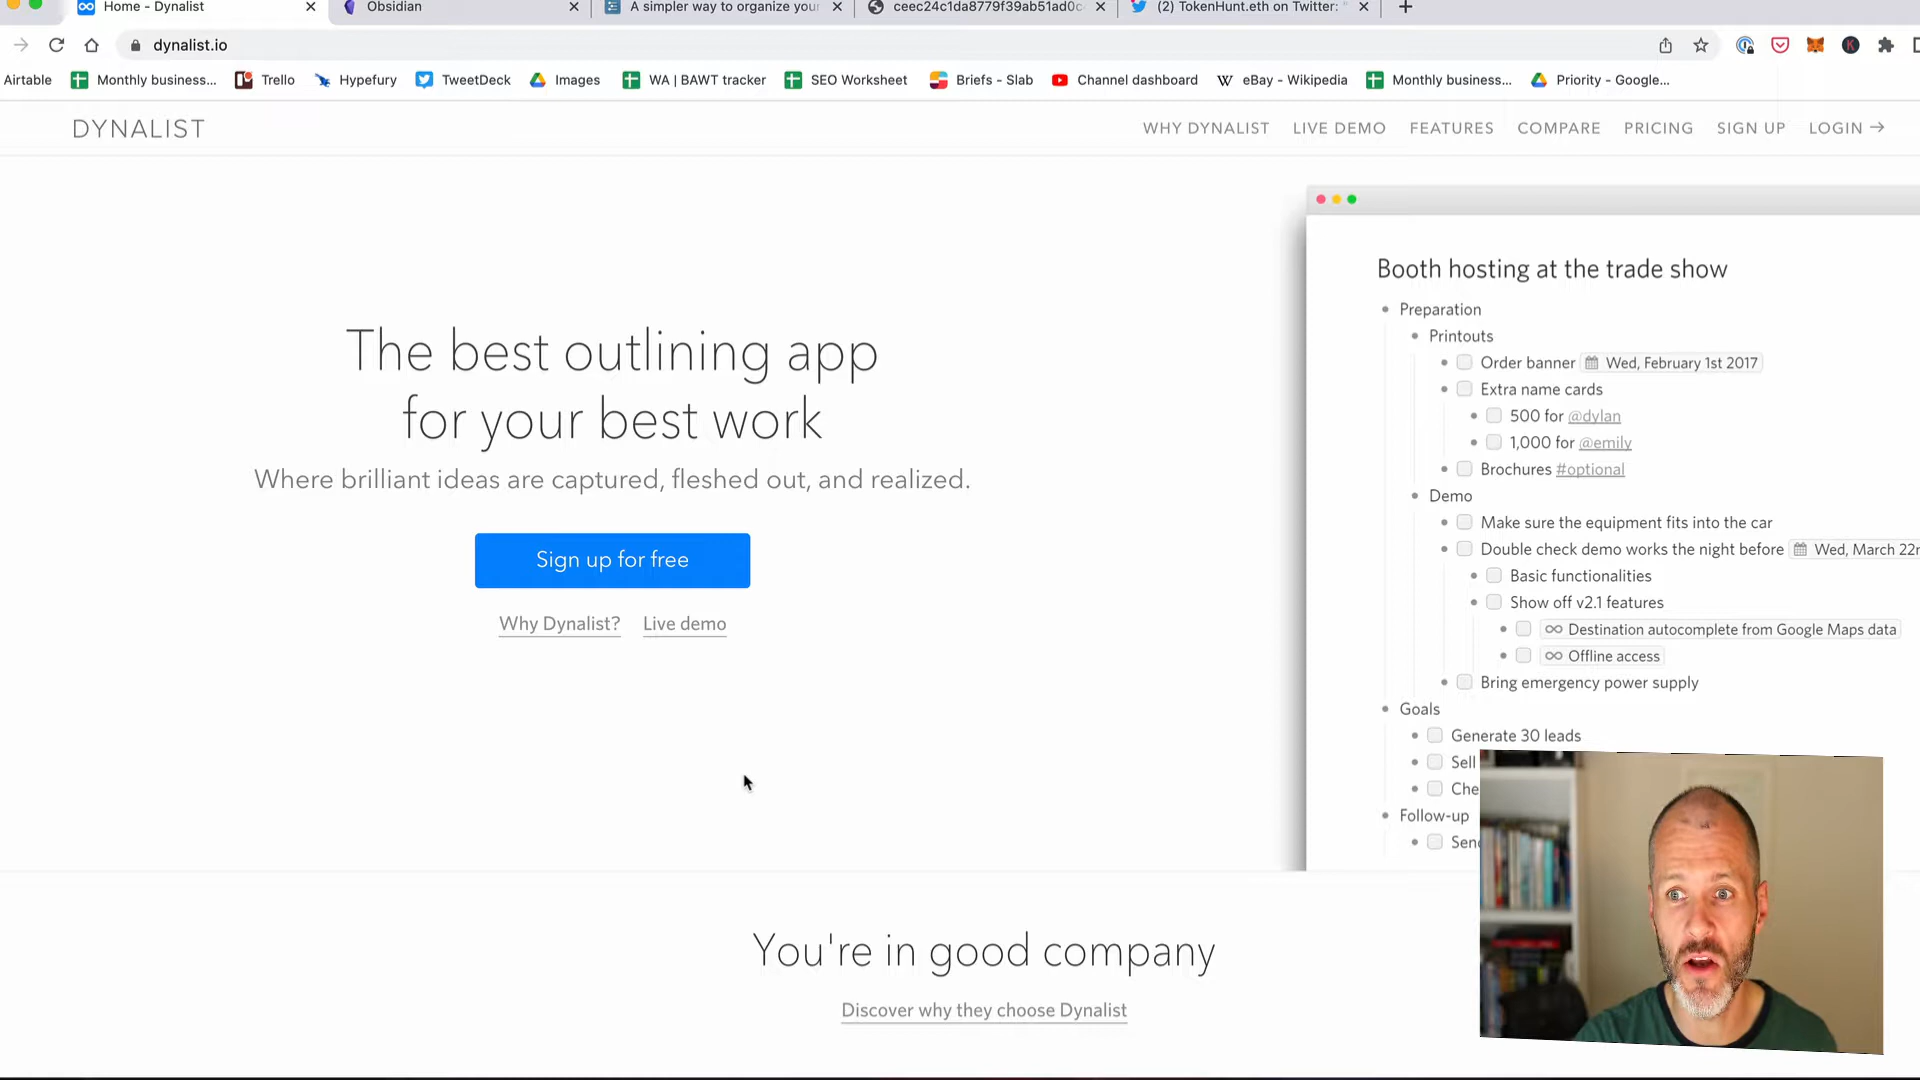 Home - Dynalist
Obsidian
A simpler way to organize your
ceec24c1da8779f39ab51ad0c
(2) TokenHunt.eth on Twitter: "
dynalist.io
Airtable
Monthly business...
Trello
Hypefury
TweetDeck
Images
WA | BAWT tracker
SEO Worksheet
Briefs - Slab
Channel dashboard
W eBay - Wikipedia
Monthly business...
Priority - Google...
DYNALIST
WHY DYNALIST
LIVE DEMO
FEATURES
COMPARE
PRICING
SIGN UP
LOGIN →
The best outlining app
for your best work
Where brilliant ideas are captured, fleshed out, and realized.
Sign up for free
Why Dynalist? Live demo
Booth hosting at the trade show
Preparation
Printouts
Order banner Wed, February 1st 2017
Extra name cards
500 for @dylan
1,000 for @emily
Brochures #optional
Demo
Make sure the equipment fits into the car
Double check demo works the night before Wed, March 22n
Basic functionalities
Show off v2.1 features
Destination autocomplete from Google Maps data
Offline access
Bring emergency power supply
Goals
Generate 30 leads
Sell
Che
Follow-up
Sen
You're in good company
Discover why they choose Dynalist